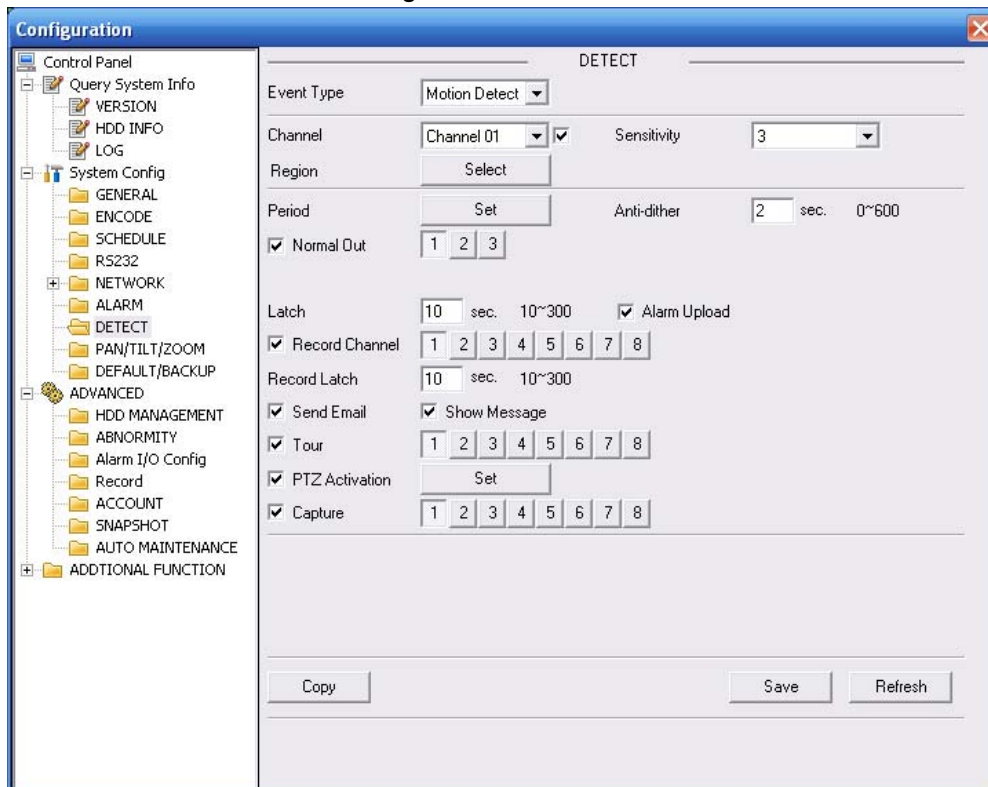 Configuration
Control Panel
Query System Info
VERSION
HDD INFO
LOG
System Config
GENERAL
ENCODE
SCHEDULE
RS232
NETWORK
ALARM
DETECT
PAN/TILT/ZOOM
DEFAULT/BACKUP
ADVANCED
HDD MANAGEMENT
ABNORMITY
Alarm I/O Config
Record
ACCOUNT
SNAPSHOT
AUTO MAINTENANCE
ADDTIONAL FUNCTION
DETECT
Event Type Motion Detect
Channel Channel 01 Sensitivity 3
Region Select
Period Set Anti-dither 2 sec. 0~600
Normal Out 1 2 3
Latch 10 sec. 10~300 Alarm Upload
Record Channel 1 2 3 4 5 6 7 8
Record Latch 10 sec. 10~300
Send Email Show Message
Tour 1 2 3 4 5 6 7 8
PTZ Activation Set
Capture 1 2 3 4 5 6 7 8
Copy Save Refresh